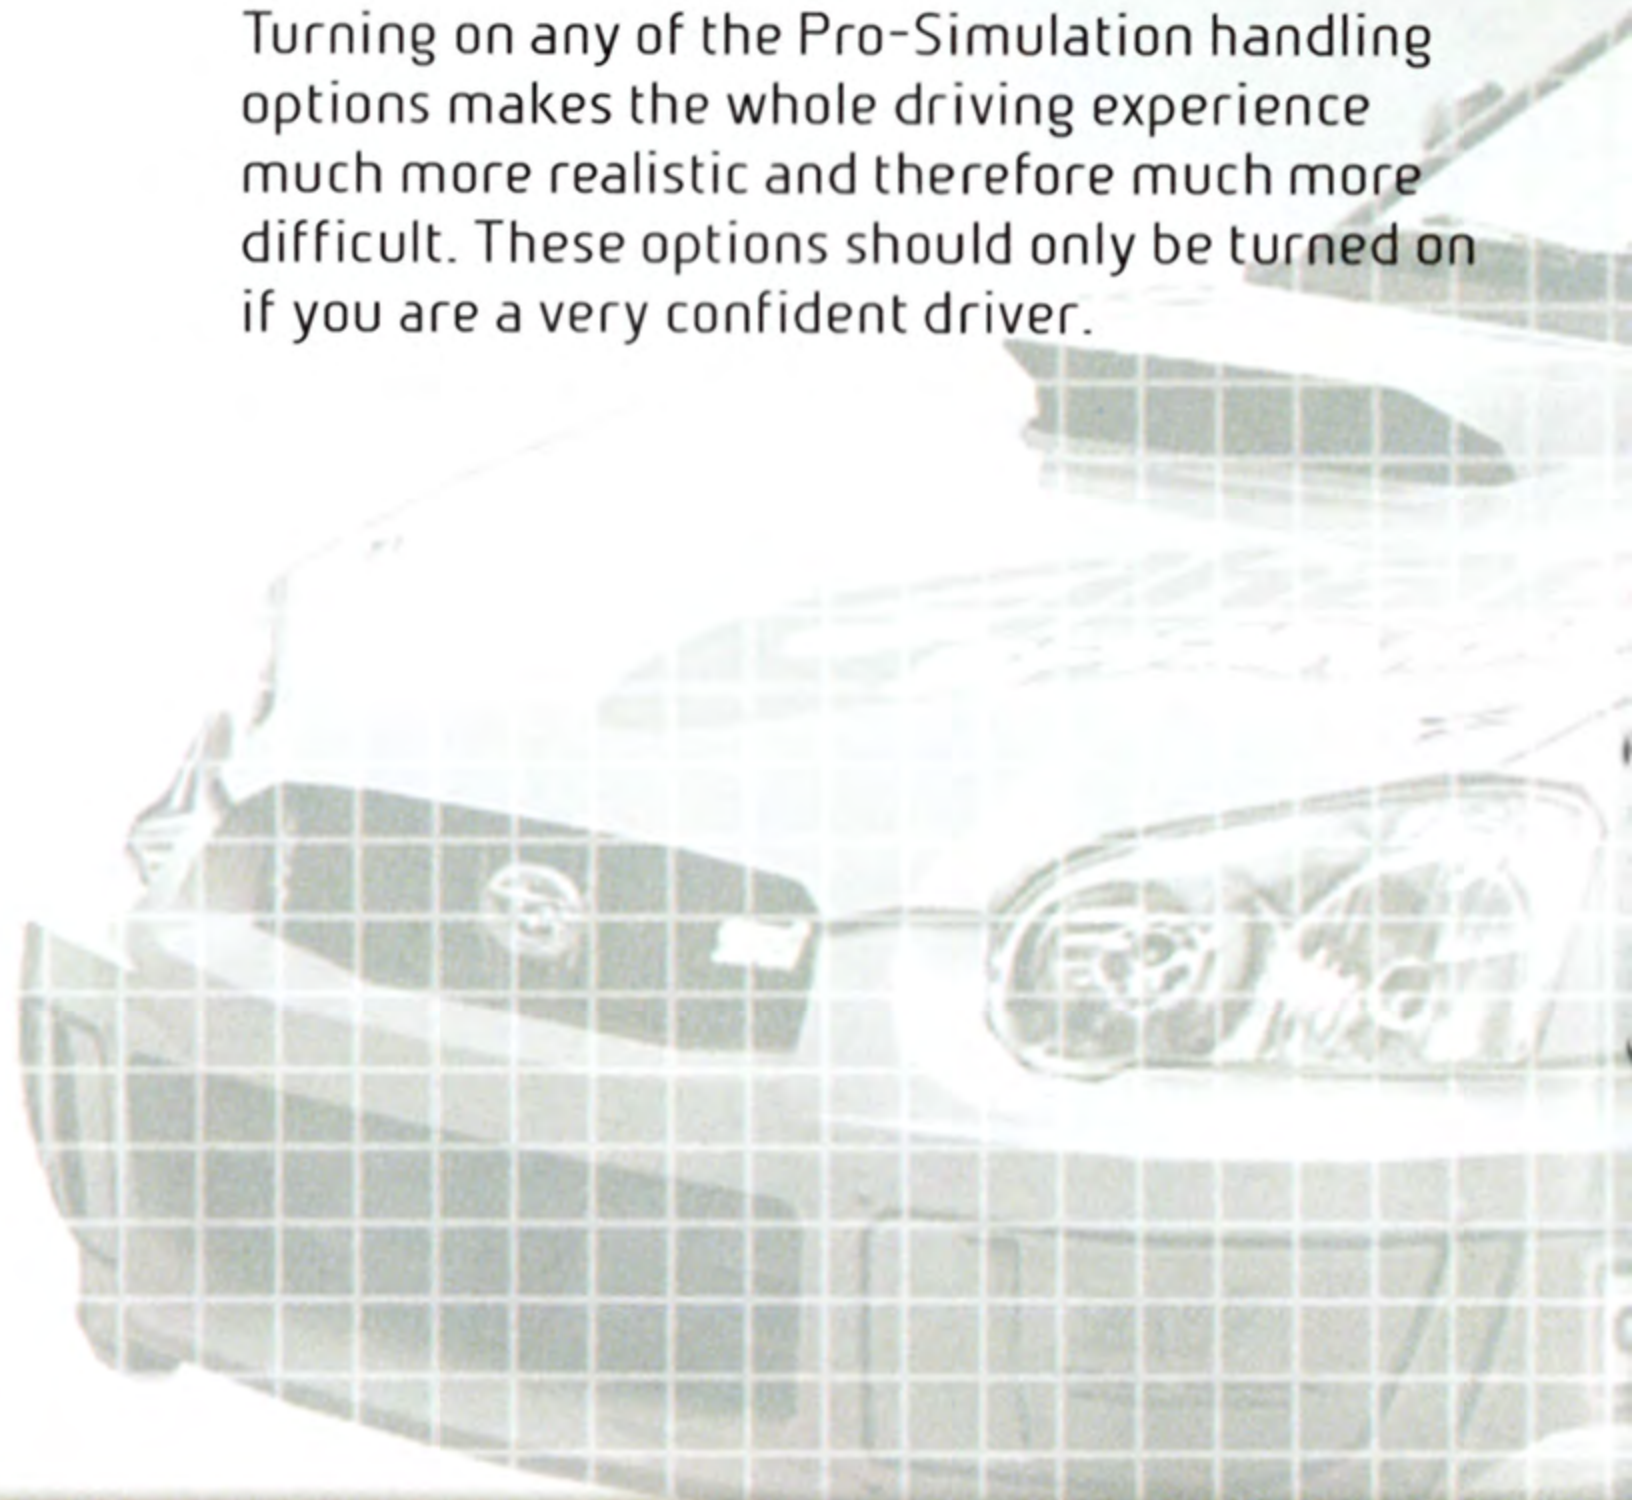 Turning on any of the Pro-Simulation handling
options makes the whole driving experience
much more realistic and therefore much more
difficult. These options should only be turned on
if you are a very confident driver.